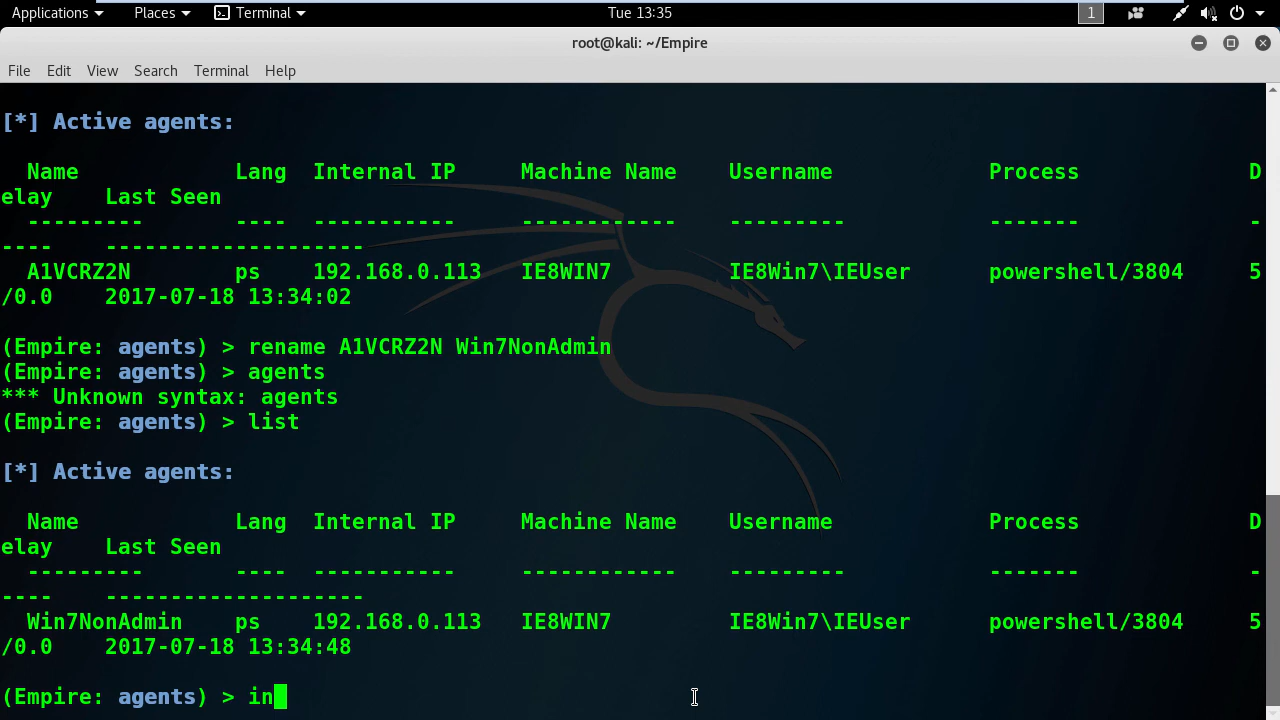 Applications Places Terminal Tue 13:35 1
root@kali: ~/Empire
File Edit View Search Terminal Help
[*] Active agents:
Name Lang Internal IP Machine Name Username Process D
elay Last Seen
--------- ---- ----------- ------------ --------- ------- -
---- --------------------
A1VCRZ2N ps 192.168.0.113 IE8WIN7 IE8Win7\IEUser powershell/3804 5
/0.0 2017-07-18 13:34:02
(Empire: agents) > rename A1VCRZ2N Win7NonAdmin
(Empire: agents) > agents
*** Unknown syntax: agents
(Empire: agents) > list
[*] Active agents:
Name Lang Internal IP Machine Name Username Process D
elay Last Seen
--------- ---- ----------- ------------ --------- ------- -
---- --------------------
Win7NonAdmin ps 192.168.0.113 IE8WIN7 IE8Win7\IEUser powershell/3804 5
/0.0 2017-07-18 13:34:48
(Empire: agents) > in